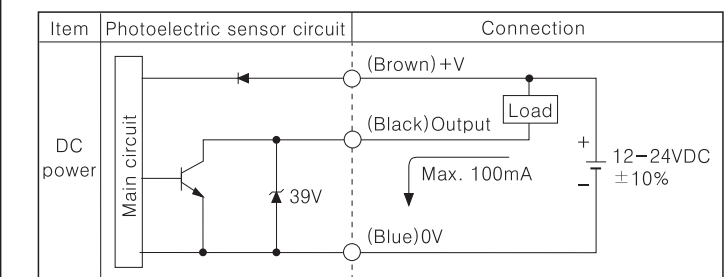 Item
Photoelectric sensor circuit
Connection
DC
power
Main circuit
39V
(Brown)+V
(Black)Output
Load
Max. 100mA
(Blue)0V
+
−
12−24VDC
±10%